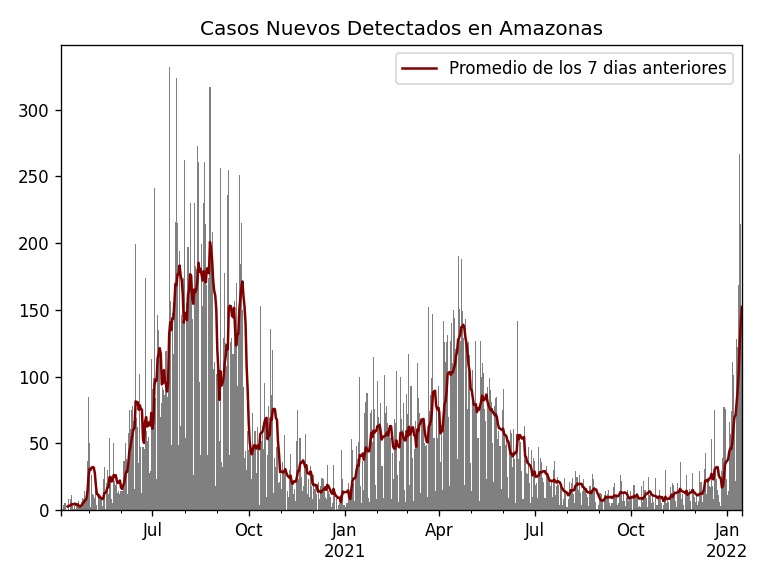 Casos Nuevos Detectados en Amazonas
Promedio de los 7 dias anteriores
300
250
200
150
100
50
0
Jul
Oct
Jan
2021
Apr
Jul
Oct
Jan
2022